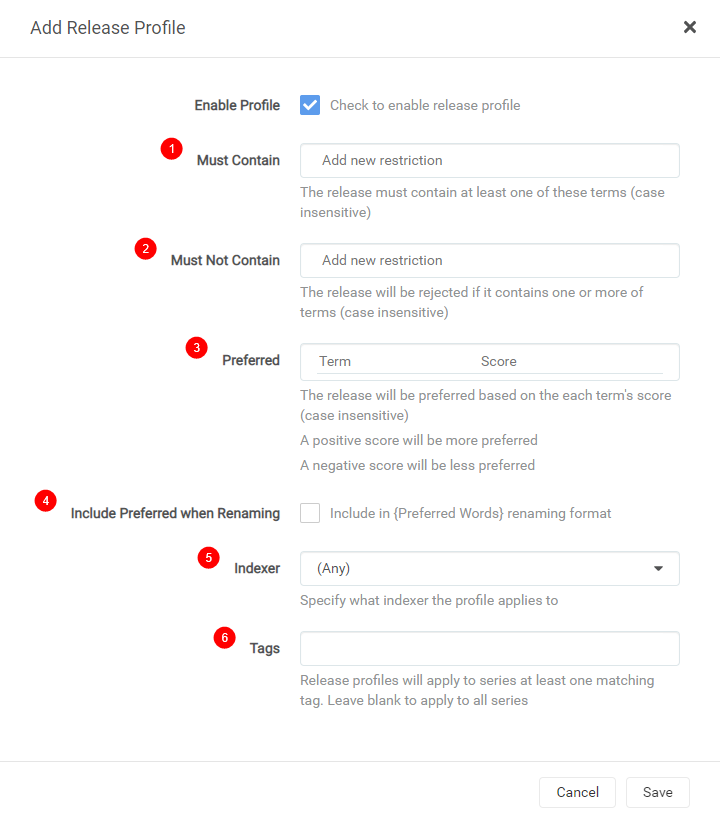 Add Release Profile
Enable Profile Check to enable release profile
1 Must Contain Add new restriction
The release must contain at least one of these terms (case
insensitive)
2 Must Not Contain Add new restriction
The release will be rejected if it contains one or more of
terms (case insensitive)
3 Preferred Term Score
The release will be preferred based on the each term's score
(case insensitive)
A positive score will be more preferred
A negative score will be less preferred
4 Include Preferred when Renaming Include in {Preferred Words} renaming format
5 Indexer (Any)
Specify what indexer the profile applies to
6 Tags
Release profiles will apply to series at least one matching
tag. Leave blank to apply to all series
Cancel Save